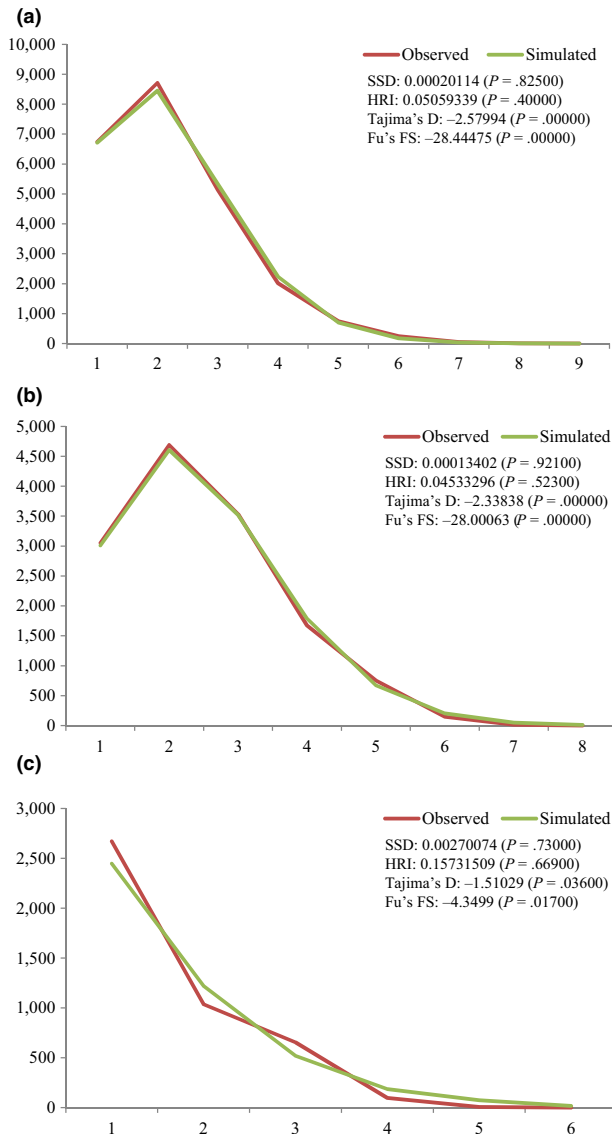 (a)
10,000
9,000
8,000
7,000
6,000
5,000
4,000
3,000
2,000
1,000
0
Observed Simulated
SSD: 0.00020114 (P = .82500)
HRI: 0.05059339 (P = .40000)
Tajima's D: –2.57994 (P = .00000)
Fu's FS: –28.44475 (P = .00000)
1 2 3 4 5 6 7 8 9
(b)
5,000
4,500
4,000
3,500
3,000
2,500
2,000
1,500
1,000
500
0
Observed Simulated
SSD: 0.00013402 (P = .92100)
HRI: 0.04533296 (P = .52300)
Tajima's D: –2.33838 (P = .00000)
Fu's FS: –28.00063 (P = .00000)
1 2 3 4 5 6 7 8
(c)
3,000
2,500
2,000
1,500
1,000
500
0
Observed Simulated
SSD: 0.00270074 (P = .73000)
HRI: 0.15731509 (P = .66900)
Tajima's D: –1.51029 (P = .03600)
Fu's FS: –4.3499 (P = .01700)
1 2 3 4 5 6